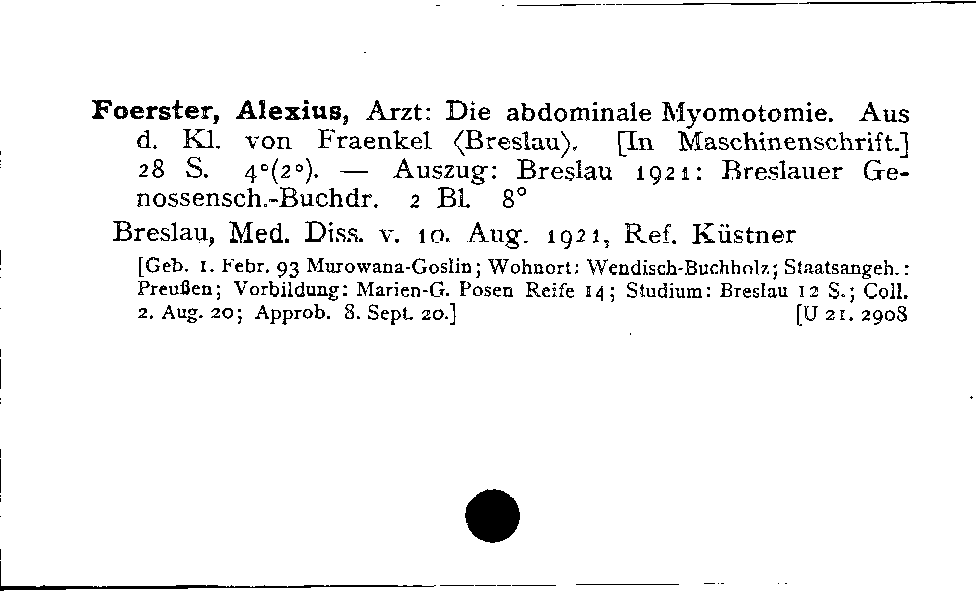 Foerster, Alexius, Arzt: Die abdominale Myomotomie. Aus
d. Kl. von Fraenkel ⟨Breslau⟩. [In Maschinenschrift.]
28 S. 4°(2°). — Auszug: Breslau 1921: Breslauer Ge-
nossensch.-Buchdr. 2 Bl. 8°
Breslau, Med. Diss. v. 10. Aug. 1921, Ref. Küstner
[Geb. 1. Febr. 93 Murowana-Goslin; Wohnort: Wendisch-Buchholz; Staatsangeh.:
Preußen; Vorbildung: Marien-G. Posen Reife 14; Studium: Breslau 12 S.; Coll.
2. Aug. 20; Approb. 8. Sept. 20.] [U 21. 2908